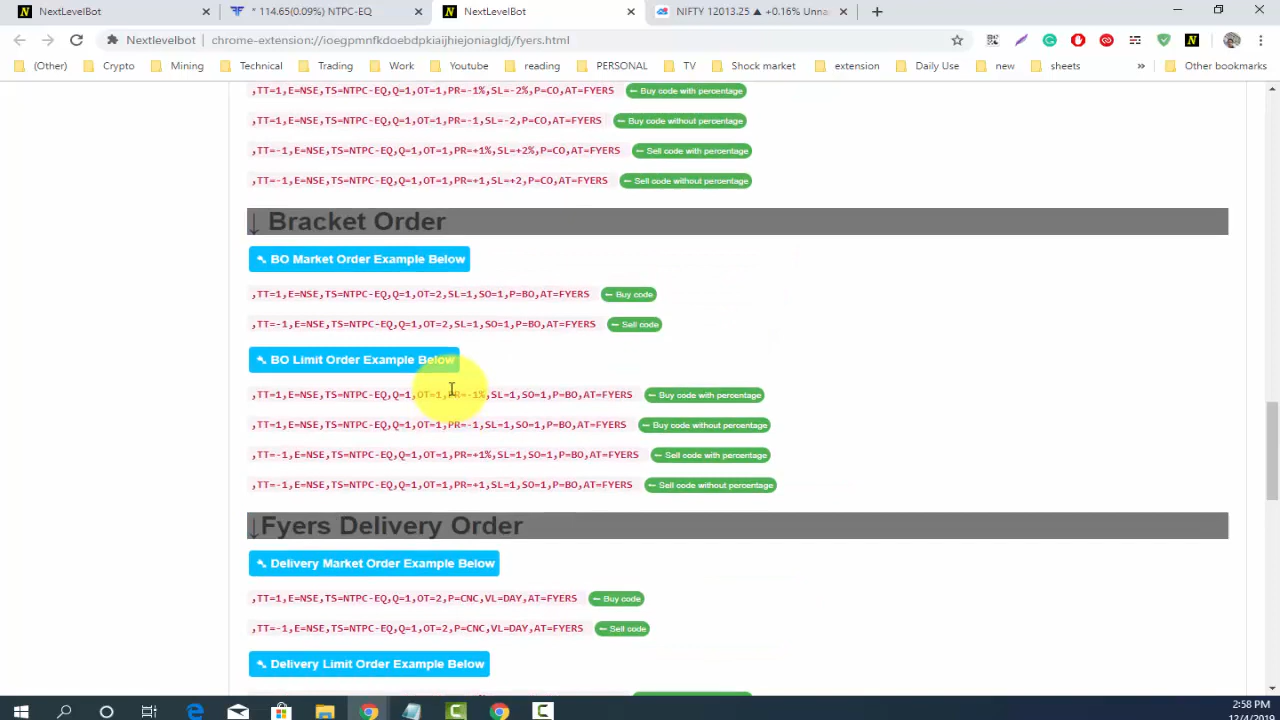 NextLevelBot
* 114.65(0.09%) NTPC-EQ
NextLevelBot
NIFTY 12013.25 ▲ +0.16% Unna
Nextlevelbot
chrome-extension://ioegpmnfkdoebdpkiaijhiejoniagldj/fyers.html
(Other)
Crypto
Mining
Technical
Trading
Work
Youtube
reading
PERSONAL
TV
Shock market
extension
Daily Use
new
sheets
»
Other bookmarks
,TT=1,E=NSE,TS=NTPC-EQ,Q=1,OT=1,PR=-1%,SL=-2%,P=CO,AT=FYERS ← Buy code with percentage
,TT=1,E=NSE,TS=NTPC-EQ,Q=1,OT=1,PR=-1,SL=-2,P=CO,AT=FYERS ← Buy code without percentage
,TT=-1,E=NSE,TS=NTPC-EQ,Q=1,OT=1,PR=+1%,SL=+2%,P=CO,AT=FYERS ← Sell code with percentage
,TT=-1,E=NSE,TS=NTPC-EQ,Q=1,OT=1,PR=+1,SL=+2,P=CO,AT=FYERS ← Sell code without percentage
↓ Bracket Order
BO Market Order Example Below
,TT=1,E=NSE,TS=NTPC-EQ,Q=1,OT=2,SL=1,SO=1,P=BO,AT=FYERS ← Buy code
,TT=-1,E=NSE,TS=NTPC-EQ,Q=1,OT=2,SL=1,SO=1,P=BO,AT=FYERS ← Sell code
BO Limit Order Example Below
,TT=1,E=NSE,TS=NTPC-EQ,Q=1,OT=1,PR=-1%,SL=1,SO=1,P=BO,AT=FYERS ← Buy code with percentage
,TT=1,E=NSE,TS=NTPC-EQ,Q=1,OT=1,PR=-1,SL=1,SO=1,P=BO,AT=FYERS ← Buy code without percentage
,TT=-1,E=NSE,TS=NTPC-EQ,Q=1,OT=1,PR=+1%,SL=1,SO=1,P=BO,AT=FYERS ← Sell code with percentage
,TT=-1,E=NSE,TS=NTPC-EQ,Q=1,OT=1,PR=+1,SL=1,SO=1,P=BO,AT=FYERS ← Sell code without percentage
↓Fyers Delivery Order
Delivery Market Order Example Below
,TT=1,E=NSE,TS=NTPC-EQ,Q=1,OT=2,P=CNC,VL=DAY,AT=FYERS ← Buy code
,TT=-1,E=NSE,TS=NTPC-EQ,Q=1,OT=2,P=CNC,VL=DAY,AT=FYERS ← Sell code
Delivery Limit Order Example Below
2:58 PM